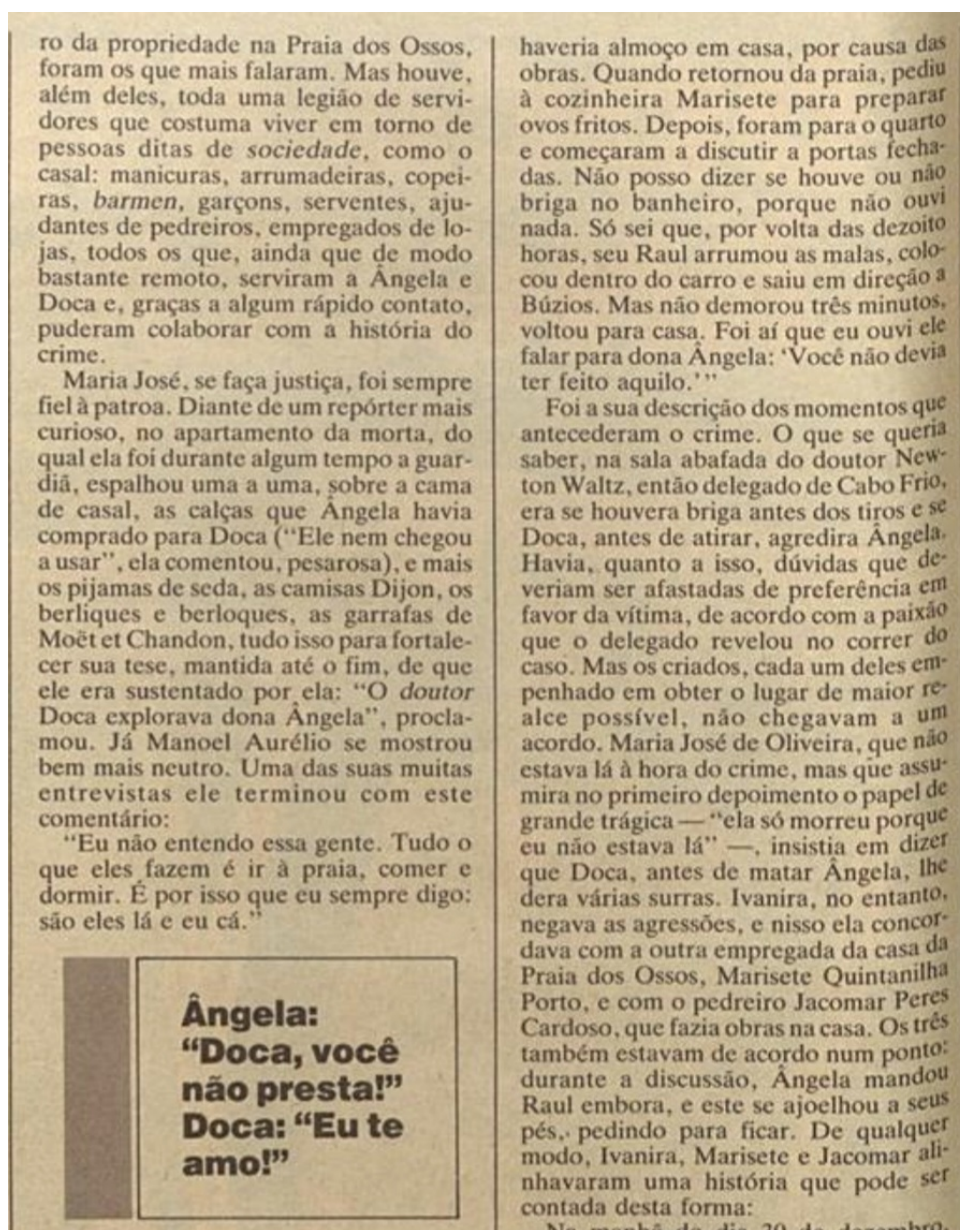 ro da propriedade na Praia dos Ossos,
foram os que mais falaram. Mas houve,
além deles, toda uma legião de servi-
dores que costuma viver em torno de
pessoas ditas de sociedade, como o
casal: manicuras, arrumadeiras, copei-
ras, barmen, garçons, serventes, aju-
dantes de pedreiros, empregados de lo-
jas, todos os que, ainda que de modo
bastante remoto, serviram a Ângela e
Doca e, graças a algum rápido contato,
puderam colaborar com a história do
crime.
Maria José, se faça justiça, foi sempre
fiel à patroa. Diante de um repórter mais
curioso, no apartamento da morta, do
qual ela foi durante algum tempo a guar-
diã, espalhou uma a uma, sobre a cama
de casal, as calças que Ângela havia
comprado para Doca (“Ele nem chegou
a usar”, ela comentou, pesarosa), e mais
os pijamas de seda, as camisas Dijon, os
berliques e berloques, as garrafas de
Moët et Chandon, tudo isso para fortale-
cer sua tese, mantida até o fim, de que
ele era sustentado por ela: “O doutor
Doca explorava dona Ângela”, procla-
mou. Já Manoel Aurélio se mostrou
bem mais neutro. Uma das suas muitas
entrevistas ele terminou com este
comentário:
“Eu não entendo essa gente. Tudo o
que eles fazem é ir à praia, comer e
dormir. É por isso que eu sempre digo:
são eles lá e eu cá.”
Ângela:
“Doca, você
não presta!”
Doca: “Eu te
amo!”
haveria almoço em casa, por causa das
obras. Quando retornou da praia, pediu
à cozinheira Marisete para preparar
ovos fritos. Depois, foram para o quarto
e começaram a discutir a portas fecha-
das. Não posso dizer se houve ou não
briga no banheiro, porque não ouvi
nada. Só sei que, por volta das dezoito
horas, seu Raul arrumou as malas, colo-
cou dentro do carro e saiu em direção a
Búzios. Mas não demorou três minutos,
voltou para casa. Foi aí que eu ouvi ele
falar para dona Ângela: ‘Você não devia
ter feito aquilo.’”
Foi a sua descrição dos momentos que
antecederam o crime. O que se queria
saber, na sala abafada do doutor New-
ton Waltz, então delegado de Cabo Frio,
era se houvera briga antes dos tiros e se
Doca, antes de atirar, agredira Ângela.
Havia, quanto a isso, dúvidas que de-
veriam ser afastadas de preferência em
favor da vítima, de acordo com a paixão
que o delegado revelou no correr do
caso. Mas os criados, cada um deles em-
penhado em obter o lugar de maior re-
alce possível, não chegavam a um
acordo. Maria José de Oliveira, que não
estava lá à hora do crime, mas que assu-
mira no primeiro depoimento o papel de
grande trágica — “ela só morreu porque
eu não estava lá” —, insistia em dizer
que Doca, antes de matar Ângela, lhe
dera várias surras. Ivanira, no entanto,
negava as agressões, e nisso ela concor-
dava com a outra empregada da casa da
Praia dos Ossos, Marisete Quintanilha
Porto, e com o pedreiro Jacomar Peres
Cardoso, que fazia obras na casa. Os três
também estavam de acordo num ponto:
durante a discussão, Ângela mandou
Raul embora, e este se ajoelhou a seus
pés, pedindo para ficar. De qualquer
modo, Ivanira, Marisete e Jacomar ali-
nhavaram uma história que pode ser
contada desta forma:
Na manhã do dia 30 de dezembro,